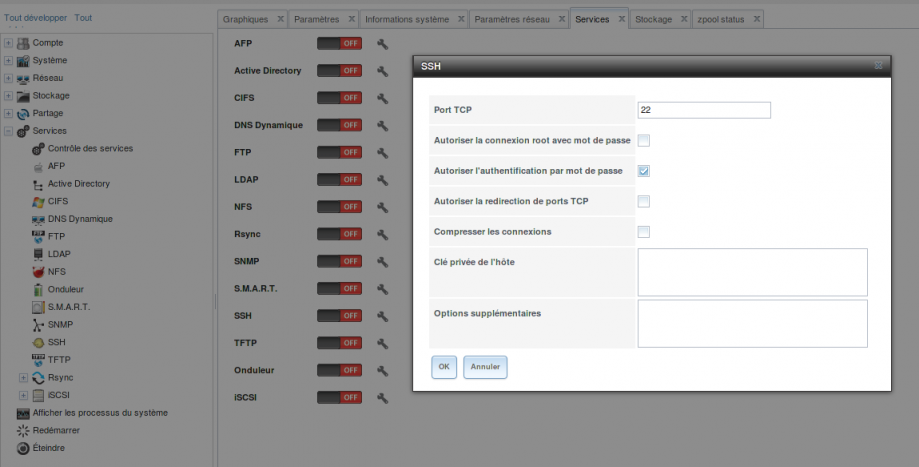 Tout développer Tout
Graphiques
Paramètres
Informations système
Paramètres réseau
Services
Stockage
zpool status
Compte
Système
Réseau
Stockage
Partage
Services
Contrôle des services
AFP
Active Directory
CIFS
DNS Dynamique
FTP
LDAP
NFS
Onduleur
S.M.A.R.T.
SNMP
SSH
TFTP
Rsync
iSCSI
Afficher les processus du système
Redémarrer
Éteindre
AFP OFF
Active Directory OFF
CIFS OFF
DNS Dynamique OFF
FTP OFF
LDAP OFF
NFS OFF
Rsync OFF
SNMP OFF
S.M.A.R.T. OFF
SSH OFF
TFTP OFF
Onduleur OFF
iSCSI OFF
SSH
Port TCP 22
Autoriser la connexion root avec mot de passe
Autoriser l'authentification par mot de passe
Autoriser la redirection de ports TCP
Compresser les connexions
Clé privée de l'hôte
Options supplémentaires
OK Annuler